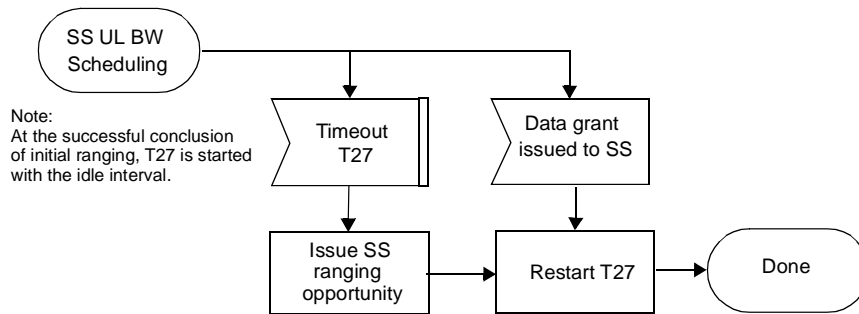 SS UL BW
Scheduling
Note:
At the successful conclusion
of initial ranging, T27 is started
with the idle interval.
Timeout
T27
Data grant
issued to SS
Issue SS
ranging
opportunity
Restart T27
Done